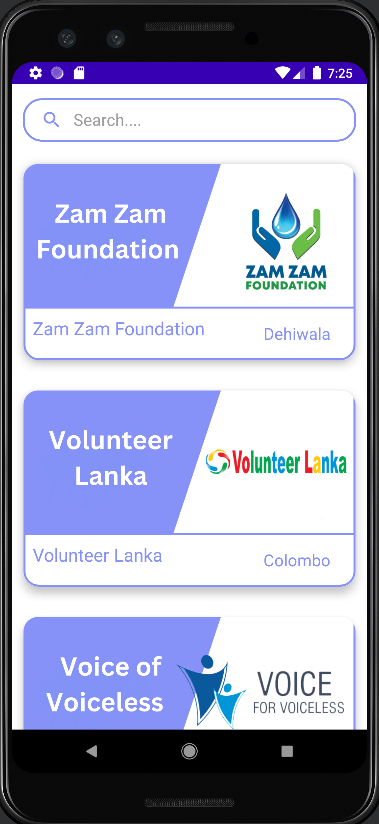 7:25
Search....
Zam Zam
Foundation
ZAM ZAM
FOUNDATION
Zam Zam Foundation
Dehiwala
Volunteer
Lanka
Volunteer Lanka
Volunteer Lanka
Colombo
Voice of
Voiceless
VOICE
FOR VOICELESS